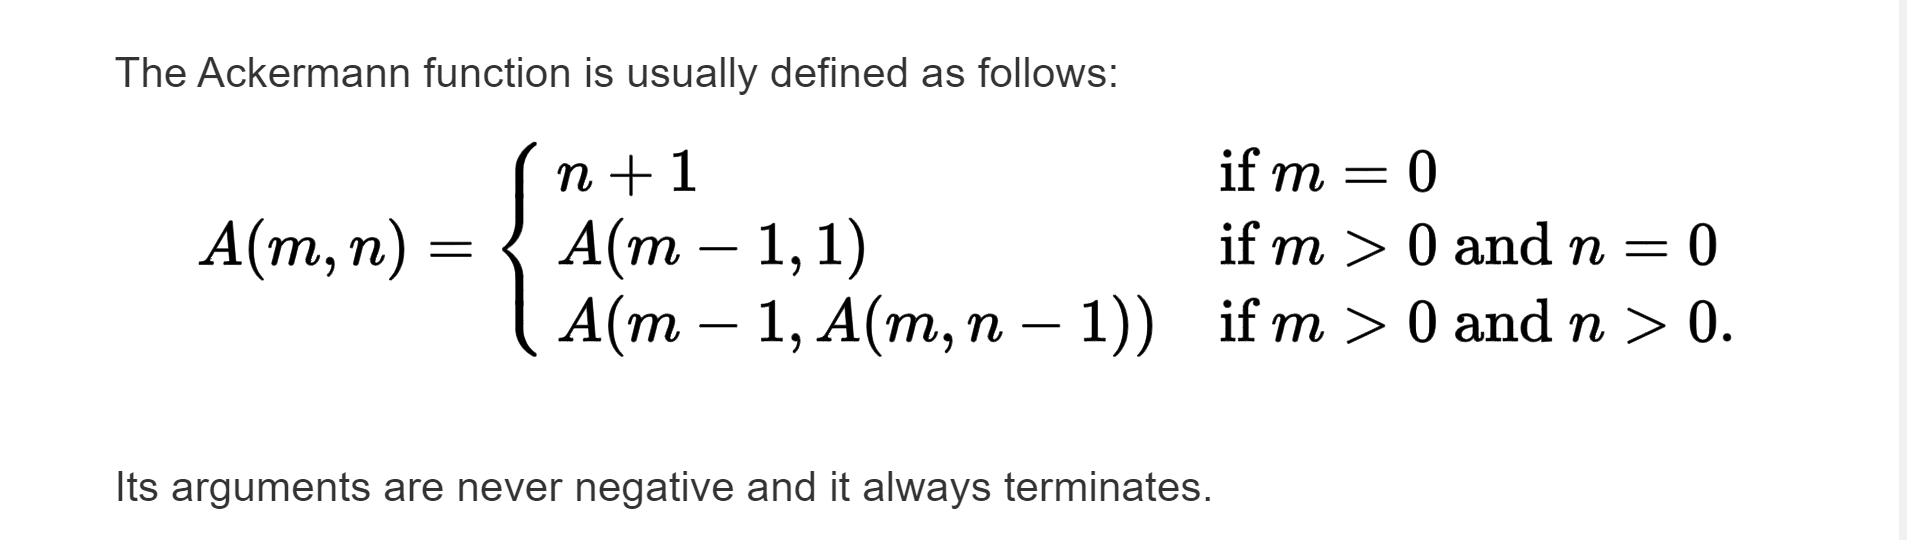 The Ackermann function is usually defined as follows:
n + 1 if m = 0
A(m, n) = { A(m − 1, 1) if m > 0 and n = 0
A(m − 1, A(m, n − 1)) if m > 0 and n > 0.
Its arguments are never negative and it always terminates.